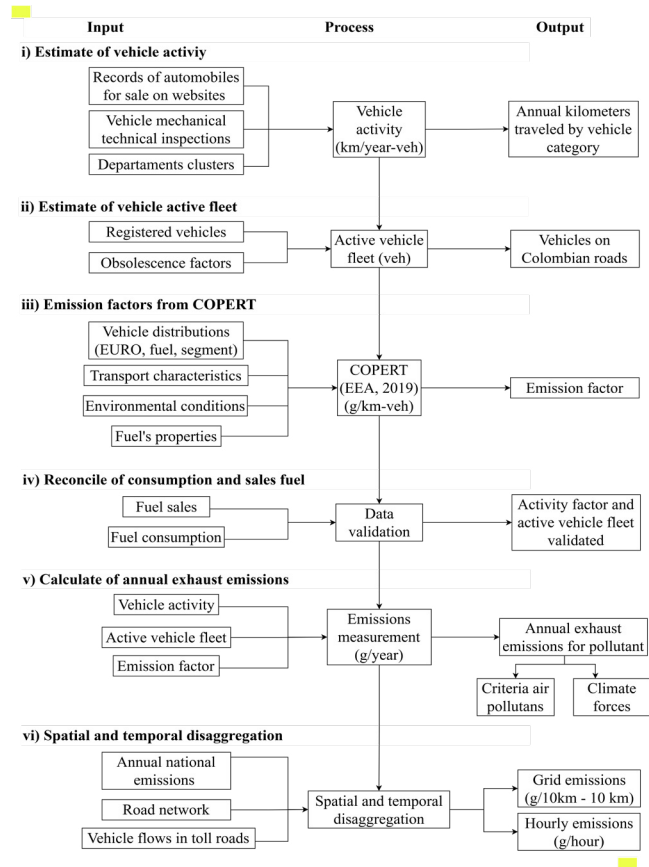 Input Process Output
i) Estimate of vehicle activiy
Records of automobiles
for sale on websites
Vehicle mechanical
technical inspections
Departaments clusters
Vehicle
activity
(km/year-veh)
Annual kilometers
traveled by vehicle
category
ii) Estimate of vehicle active fleet
Registered vehicles
Obsolescence factors
Active vehicle
fleet (veh)
Vehicles on
Colombian roads
iii) Emission factors from COPERT
Vehicle distributions
(EURO, fuel, segment)
Transport characteristics
Environmental conditions
Fuel's properties
COPERT
(EEA, 2019)
(g/km-veh)
Emission factor
iv) Reconcile of consumption and sales fuel
Fuel sales
Fuel consumption
Data
validation
Activity factor and
active vehicle fleet
validated
v) Calculate of annual exhaust emissions
Vehicle activity
Active vehicle fleet
Emission factor
Emissions
measurement
(g/year)
Annual exhaust
emissions for pollutant
Criteria air
pollutans
Climate
forces
vi) Spatial and temporal disaggregation
Annual national
emissions
Road network
Vehicle flows in toll roads
Spatial and temporal
disaggregation
Grid emissions
(g/10km - 10 km)
Hourly emissions
(g/hour)